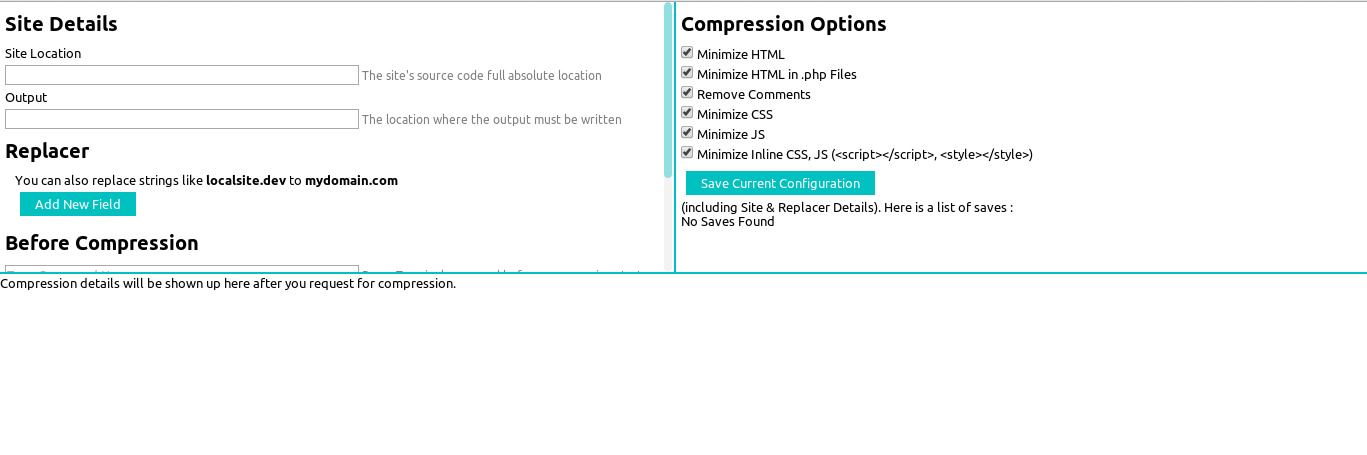 Site Details
Site Location
The site's source code full absolute location
Output
The location where the output must be written
Replacer
You can also replace strings like localsite.dev to mydomain.com
Add New Field
Before Compression
Compression Options
Minimize HTML
Minimize HTML in .php Files
Remove Comments
Minimize CSS
Minimize JS
Minimize Inline CSS, JS (<script></script>, <style></style>)
Save Current Configuration
(including Site & Replacer Details). Here is a list of saves :
No Saves Found
Compression details will be shown up here after you request for compression.